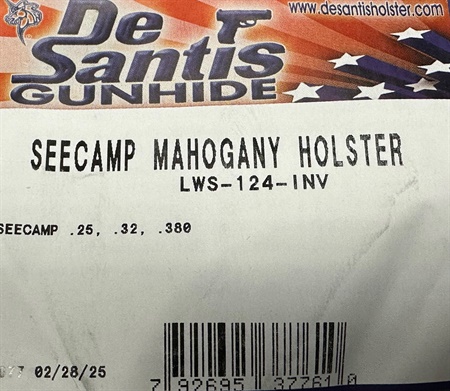 www.desantisholster.com
De
Santis
GUNHIDE
SEECAMP MAHOGANY HOLSTER
LWS-124-INV
SEECAMP .25, .32, .380
02/28/25
7 92695 37761 0